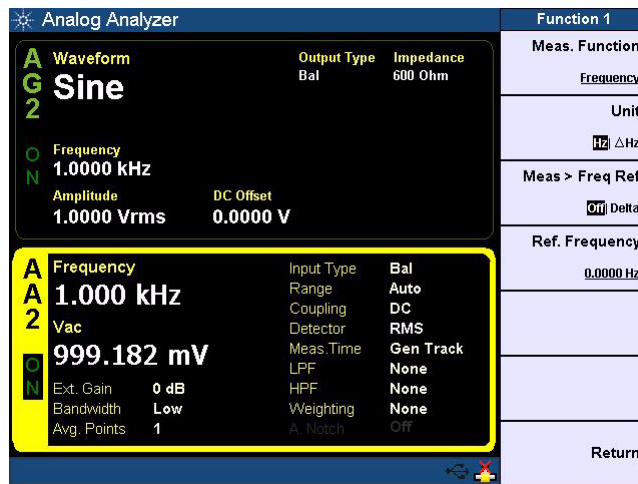 Analog Analyzer
Function 1
AG2
ON
Waveform
Sine
Output Type Impedance
Bal 600 Ohm
Frequency
1.0000 kHz
Amplitude DC Offset
1.0000 Vrms 0.0000 V
AA2
ON
Frequency
1.000 kHz
Vac
999.182 mV
Ext. Gain 0 dB
Bandwidth Low
Avg. Points 1
Input Type Bal
Range Auto
Coupling DC
Detector RMS
Meas.Time Gen Track
LPF None
HPF None
Weighting None
A. Notch Off
Meas. Function
Frequency
Unit
Hz| △Hz
Meas > Freq Ref
Off| Delta
Ref. Frequency
0.0000 Hz
Return